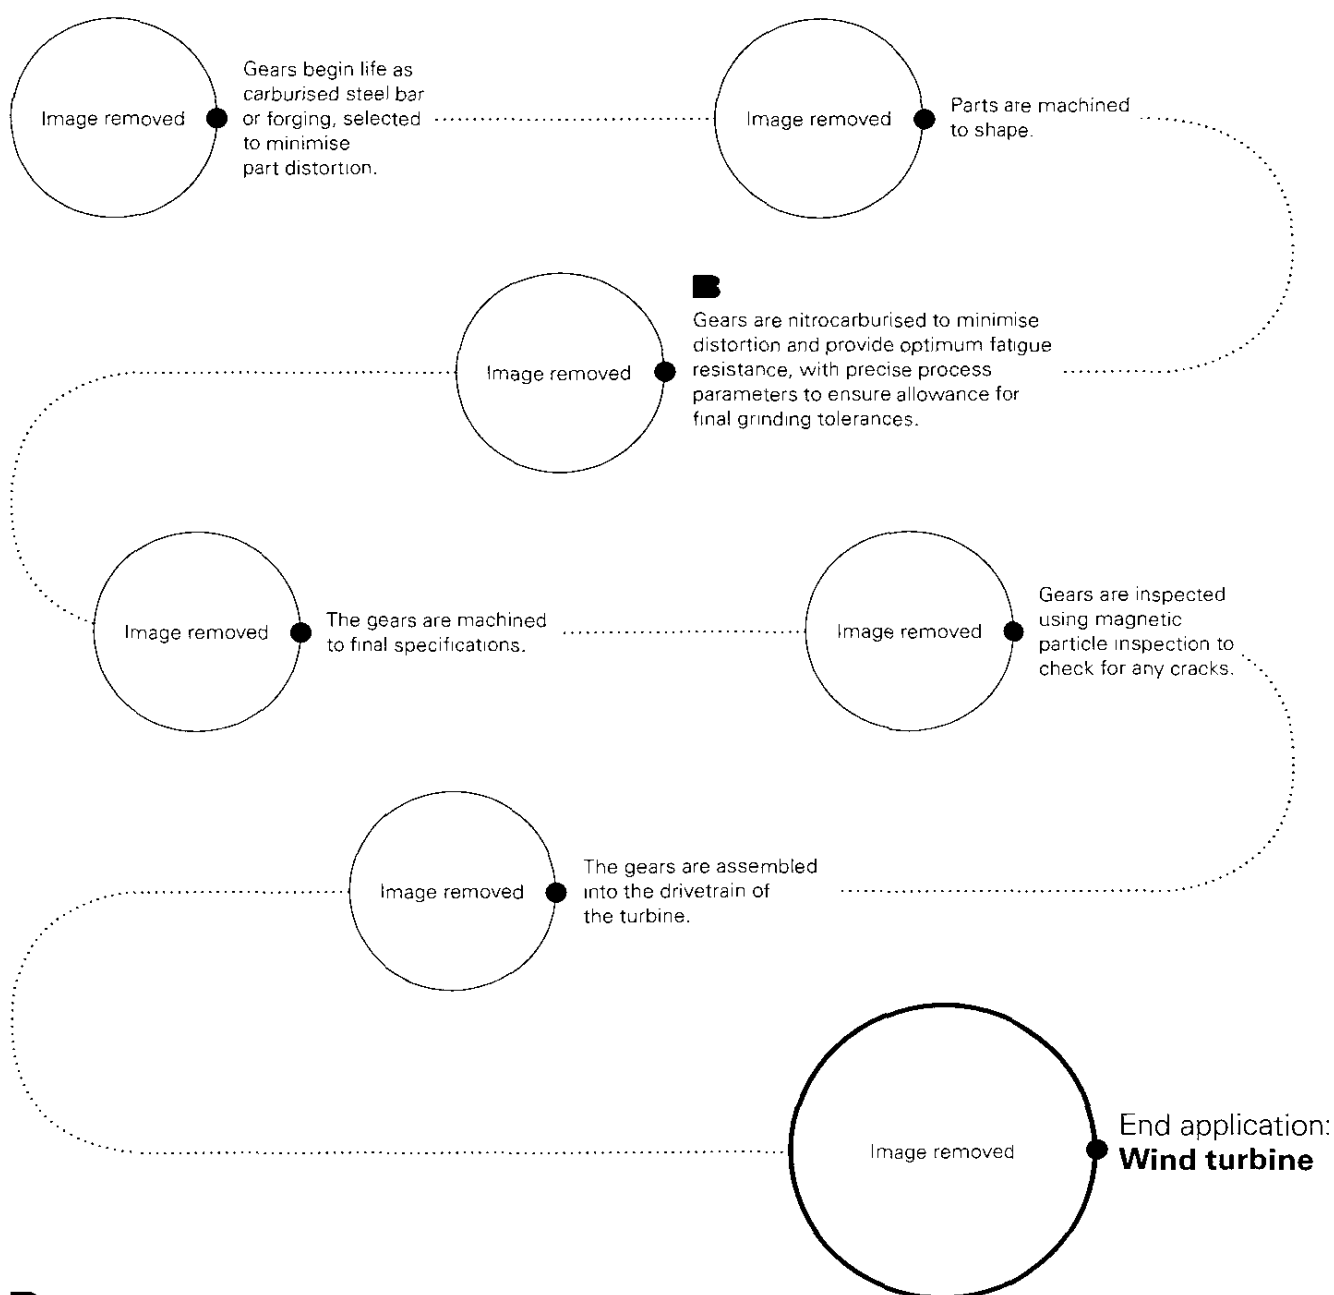 Image removed
Gears begin life as
carburised steel bar
or forging, selected
to minimise
part distortion.
Image removed
Parts are machined
to shape.
Image removed
Gears are nitrocarburised to minimise
distortion and provide optimum fatigue
resistance, with precise process
parameters to ensure allowance for
final grinding tolerances.
Image removed
The gears are machined
to final specifications.
Image removed
Gears are inspected
using magnetic
particle inspection to
check for any cracks.
Image removed
The gears are assembled
into the drivetrain of
the turbine.
Image removed
End application:
Wind turbine